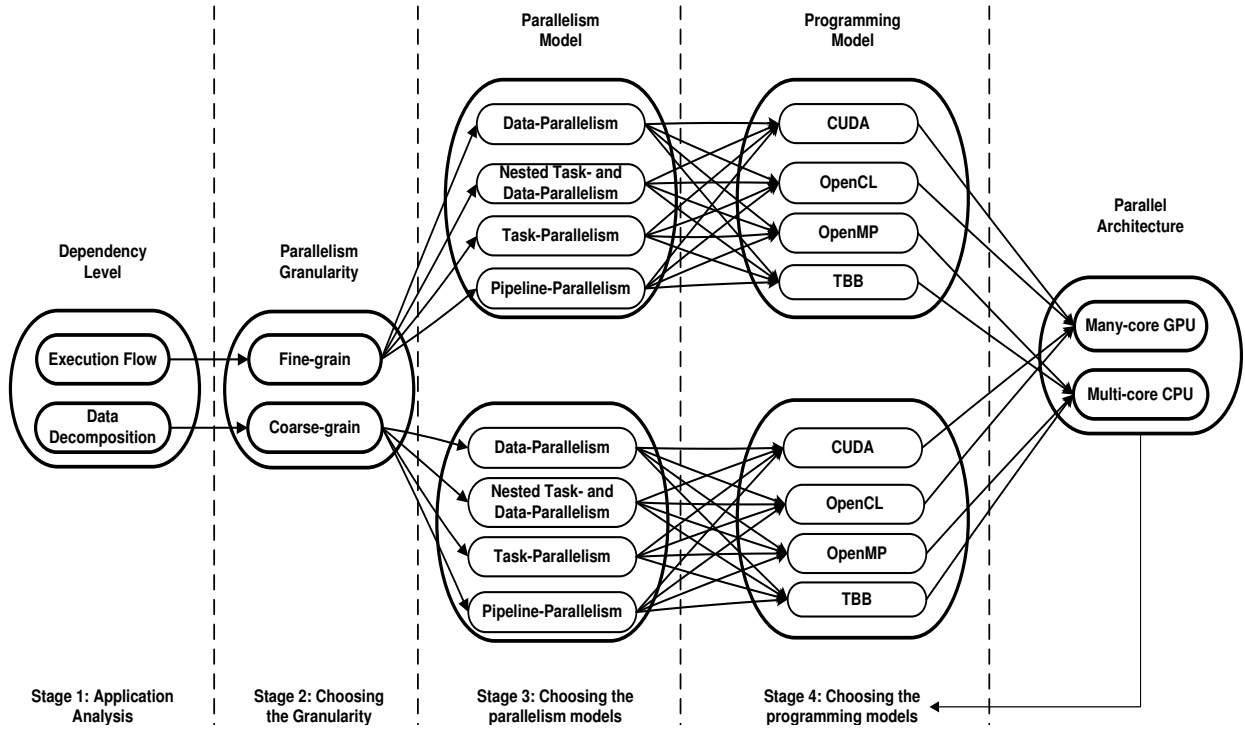 Parallelism
Model
Programming
Model
Data-Parallelism
Nested Task- and
Data-Parallelism
Task-Parallelism
Pipeline-Parallelism
CUDA
OpenCL
OpenMP
TBB
Parallel
Architecture
Dependency
Level
Parallelism
Granularity
Execution Flow
Data
Decomposition
Fine-grain
Coarse-grain
Many-core GPU
Multi-core CPU
Data-Parallelism
Nested Task- and
Data-Parallelism
Task-Parallelism
Pipeline-Parallelism
CUDA
OpenCL
OpenMP
TBB
Stage 1: Application
Analysis
Stage 2: Choosing
the Granularity
Stage 3: Choosing the
parallelism models
Stage 4: Choosing the
programming models